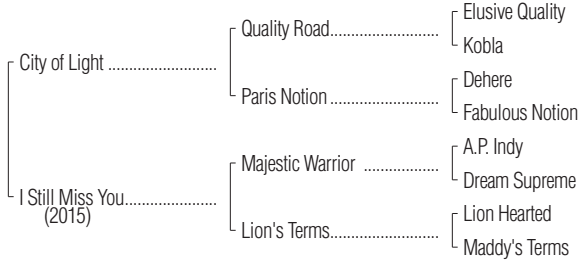 Elusive Quality
Quality Road..............................
Kobla
City of Light ..............................
Dehere
Paris Notion ..............................
Fabulous Notion
A.P. Indy
Majestic Warrior ....................
Dream Supreme
I Still Miss You.........................
(2015)
Lion Hearted
Lion's Terms..............................
Maddy's Terms